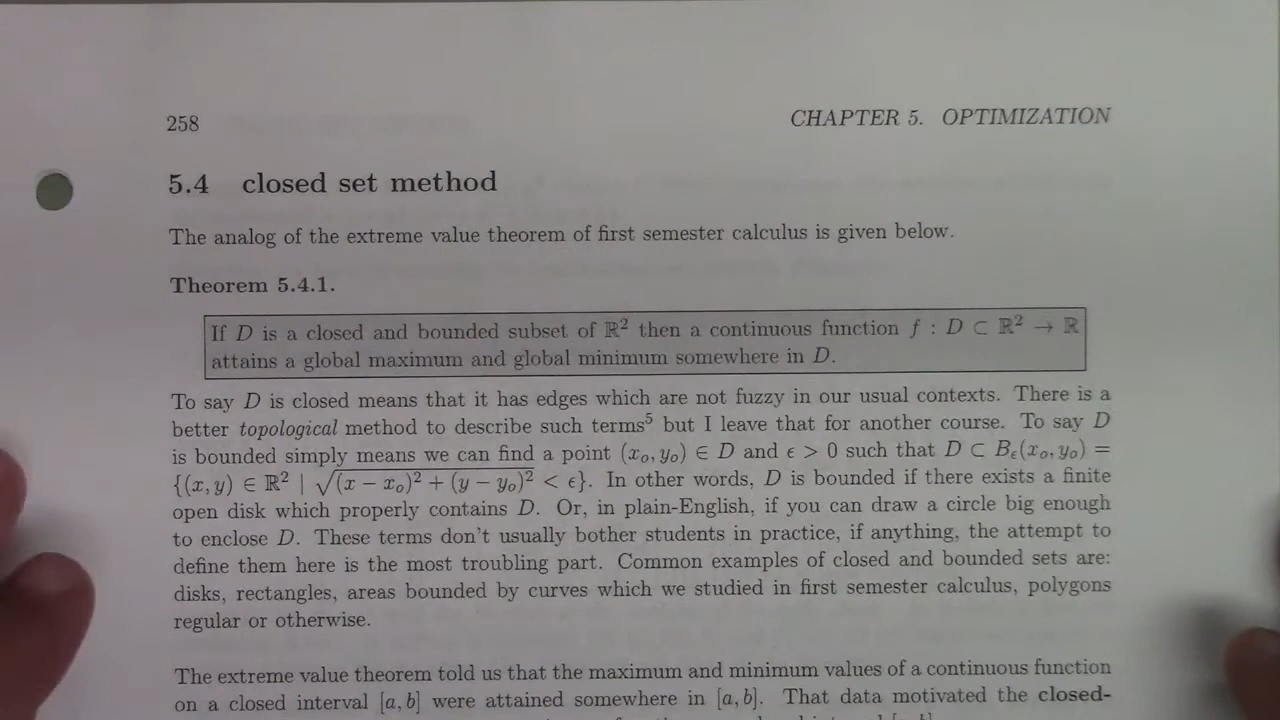 258 CHAPTER 5. OPTIMIZATION
5.4 closed set method
The analog of the extreme value theorem of first semester calculus is given below.
Theorem 5.4.1.
If D is a closed and bounded subset of ℝ² then a continuous function f : D ⊂ ℝ² → ℝ
attains a global maximum and global minimum somewhere in D.
To say D is closed means that it has edges which are not fuzzy in our usual contexts. There is a
better topological method to describe such terms⁵ but I leave that for another course. To say D
is bounded simply means we can find a point (xₒ, yₒ) ∈ D and ϵ > 0 such that D ⊂ Bϵ(xₒ, yₒ) =
{(x, y) ∈ ℝ² | √(x − xₒ)² + (y − yₒ)² < ϵ}. In other words, D is bounded if there exists a finite
open disk which properly contains D. Or, in plain-English, if you can draw a circle big enough
to enclose D. These terms don't usually bother students in practice, if anything, the attempt to
define them here is the most troubling part. Common examples of closed and bounded sets are:
disks, rectangles, areas bounded by curves which we studied in first semester calculus, polygons
regular or otherwise.
The extreme value theorem told us that the maximum and minimum values of a continuous function
on a closed interval [a, b] were attained somewhere in [a, b]. That data motivated the closed-